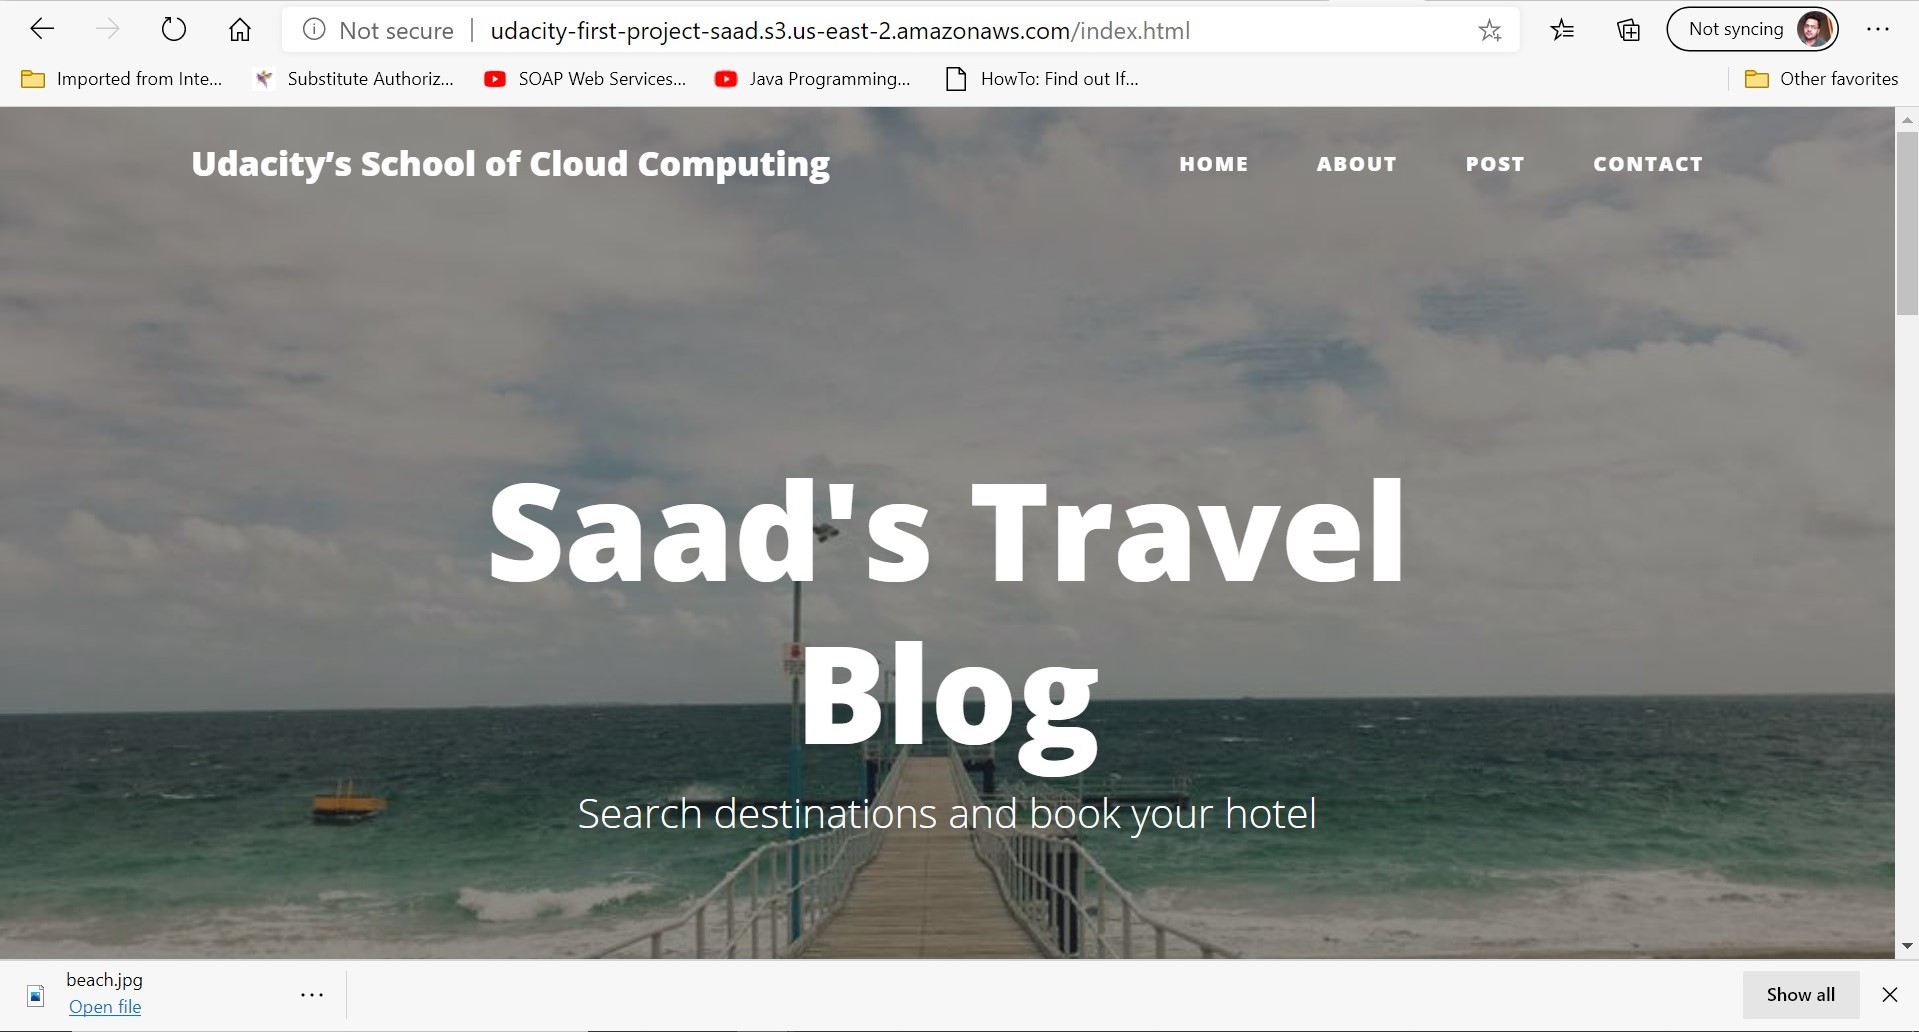 Not secure
udacity-first-project-saad.s3.us-east-2.amazonaws.com/index.html
Not syncing
Imported from Inte...
Substitute Authoriz...
SOAP Web Services...
Java Programming...
HowTo: Find out If...
Other favorites
Udacity’s School of Cloud Computing
HOME
ABOUT
POST
CONTACT
Saad's Travel
Blog
Search destinations and book your hotel
beach.jpg
Open file
Show all